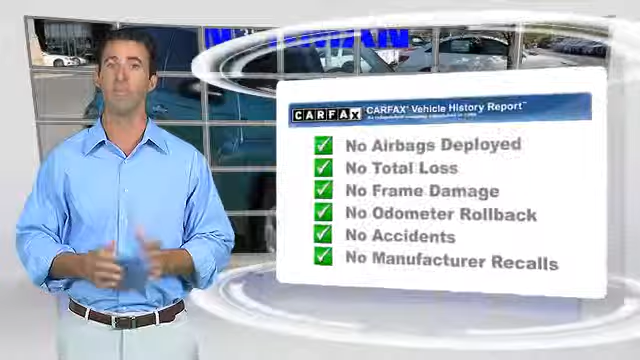 CARFAX CARFAX Vehicle History Report™
No Airbags Deployed
No Total Loss
No Frame Damage
No Odometer Rollback
No Accidents
No Manufacturer Recalls